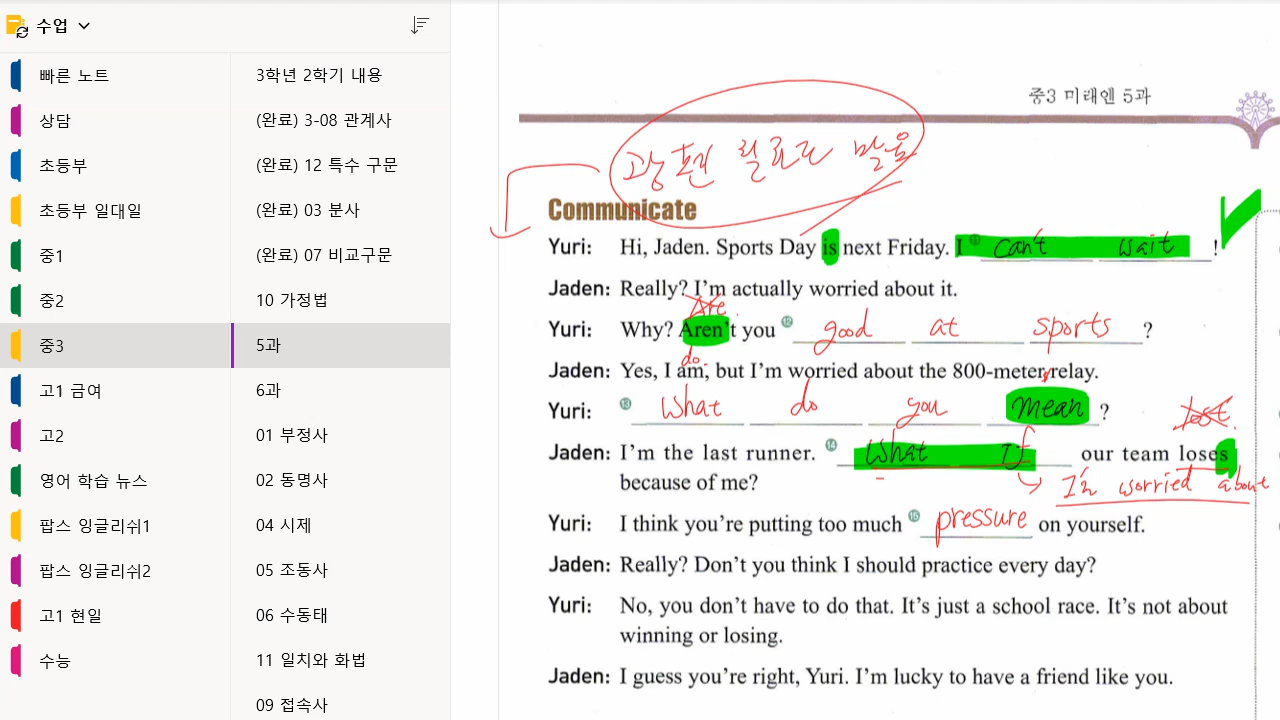 수업
빠른 노트
상담
초등부
초등부 일대일
중1
중2
중3
고1 금여
고2
영어 학습 뉴스
팝스 잉글리쉬1
팝스 잉글리쉬2
고1 현일
수능
3학년 2학기 내용
(완료) 3-08 관계사
(완료) 12 특수 구문
(완료) 03 분사
(완료) 07 비교구문
10 가정법
5과
6과
01 부정사
02 동명사
04 시제
05 조동사
06 수동태
11 일치와 화법
09 접속사
중3 미래엔 5과
Communicate
Yuri: Hi, Jaden. Sports Day is next Friday. I ⑪ can't wait !
Jaden: Really? I'm actually worried about it.
Are
Yuri: Why? Aren't you ⑫ good at sports ?
do
Jaden: Yes, I am, but I'm worried about the 800-meter relay.
Yuri: ⑬ What do you mean ?
Jaden: I'm the last runner. ⑭ What If our team loses
because of me?
I'm worried about
Yuri: I think you're putting too much ⑮ pressure on yourself.
Jaden: Really? Don't you think I should practice every day?
Yuri: No, you don't have to do that. It's just a school race. It's not about
winning or losing.
Jaden: I guess you're right, Yuri. I'm lucky to have a friend like you.